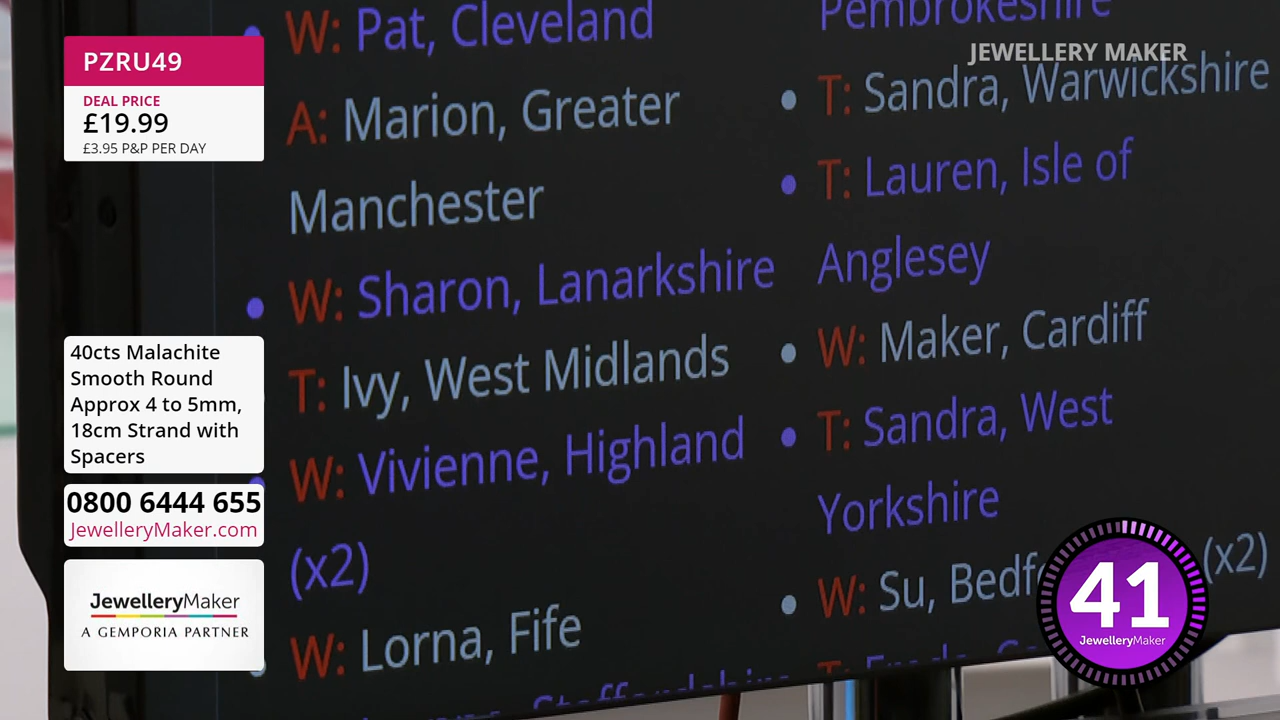 PZRU49
DEAL PRICE
£19.99
£3.95 P&P PER DAY
40cts Malachite
Smooth Round
Approx 4 to 5mm,
18cm Strand with
Spacers
0800 6444 655
JewelleryMaker.com
JewelleryMaker
A GEMPORIA PARTNER
W: Pat, Cleveland
A: Marion, Greater
Manchester
W: Sharon, Lanarkshire
T: Ivy, West Midlands
W: Vivienne, Highland
(x2)
W: Lorna, Fife
Pembrokeshire
JEWELLERY MAKER
T: Sandra, Warwickshire
T: Lauren, Isle of
Anglesey
W: Maker, Cardiff
T: Sandra, West
Yorkshire
W: Su, (x2)
41
JewelleryMaker